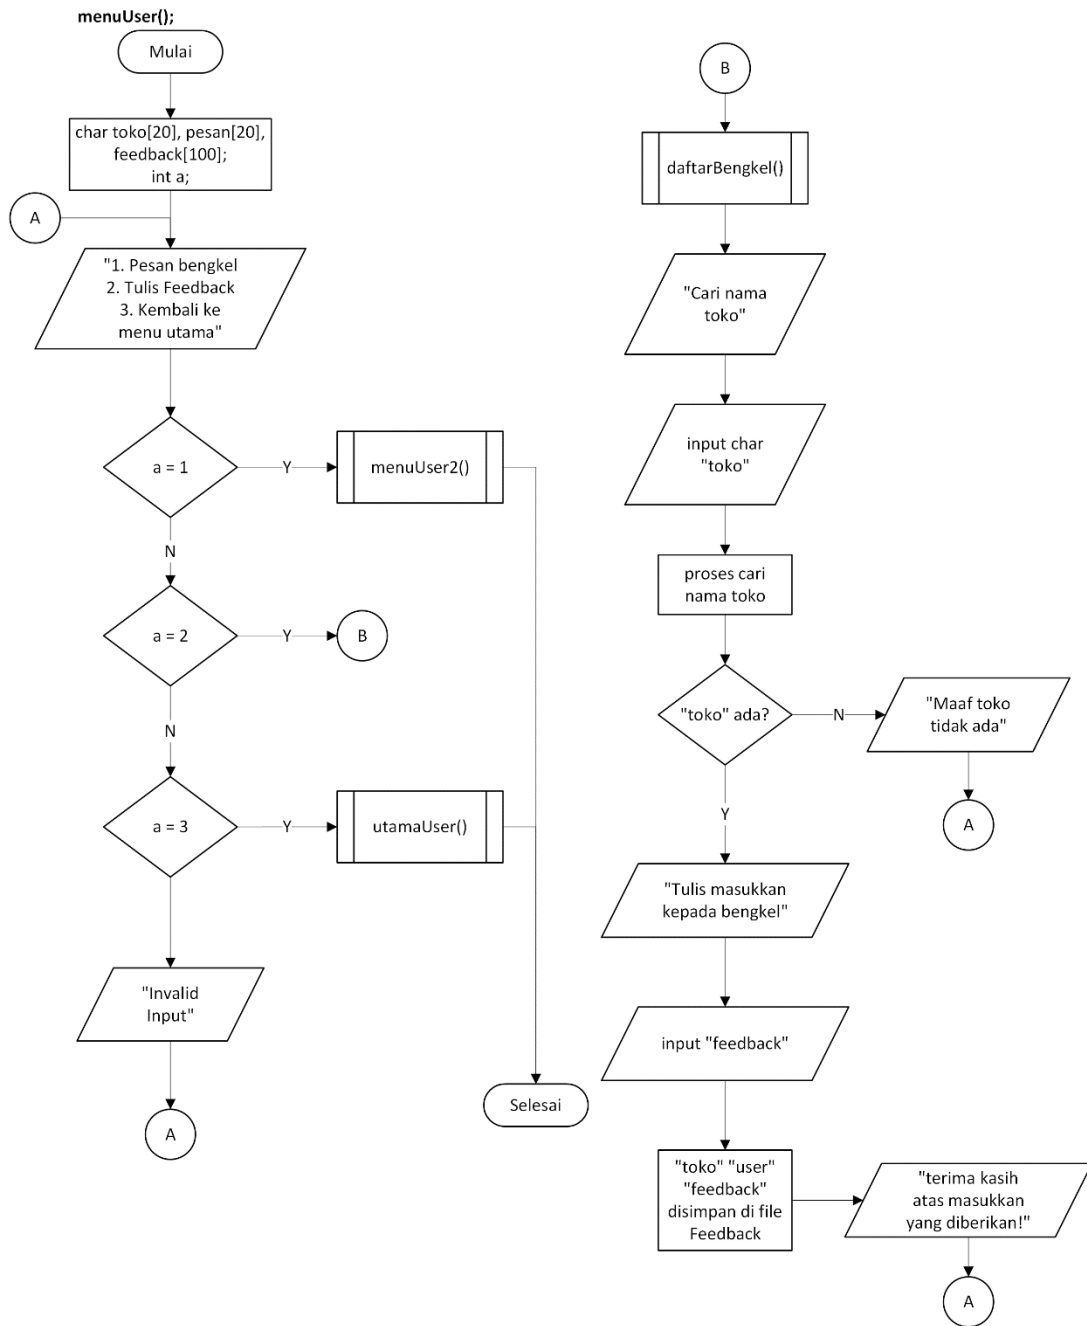 menuUser();
Mulai
char toko[20], pesan[20],
feedback[100];
int a;
A
"1. Pesan bengkel
2. Tulis Feedback
3. Kembali ke
menu utama"
a = 1
Y
menuUser2()
N
a = 2
Y
B
N
a = 3
Y
utamaUser()
"Invalid
Input"
A
Selesai
B
daftarBengkel()
"Cari nama
toko"
input char
"toko"
proses cari
nama toko
"toko" ada?
N
"Maaf toko
tidak ada"
A
Y
"Tulis masukkan
kepada bengkel"
input "feedback"
"toko" "user"
"feedback"
disimpan di file
Feedback
"terima kasih
atas masukkan
yang diberikan!"
A